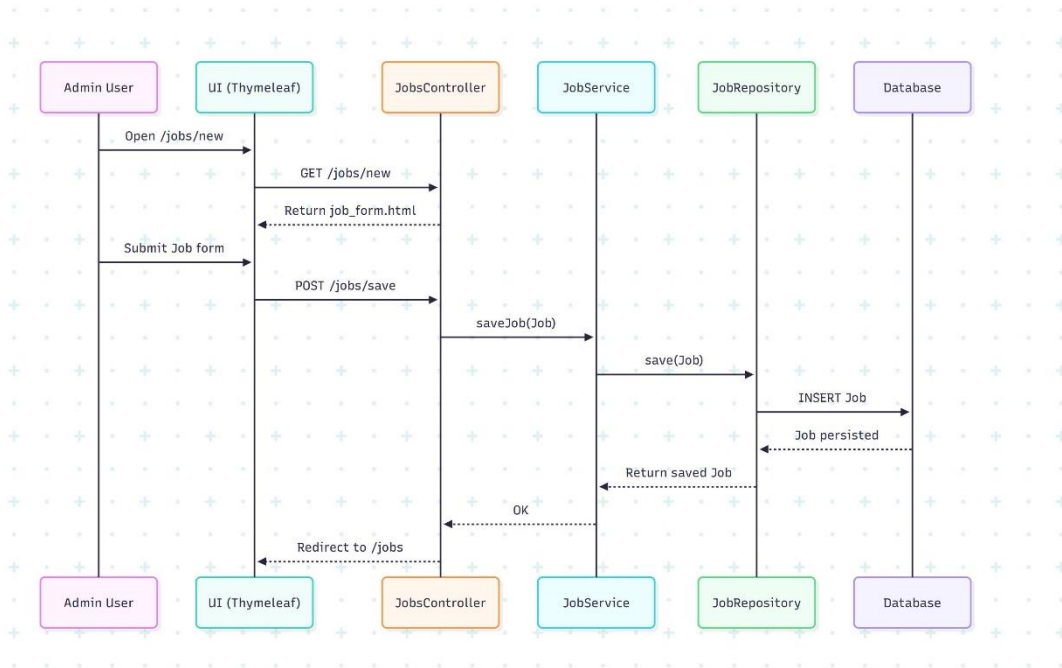 Admin User
UI (Thymeleaf)
JobsController
JobService
JobRepository
Database
Open /jobs/new
GET /jobs/new
Return job_form.html
Submit Job form
POST /jobs/save
saveJob(Job)
save(Job)
INSERT Job
Job persisted
Return saved Job
OK
Redirect to /jobs
Admin User
UI (Thymeleaf)
JobsController
JobService
JobRepository
Database